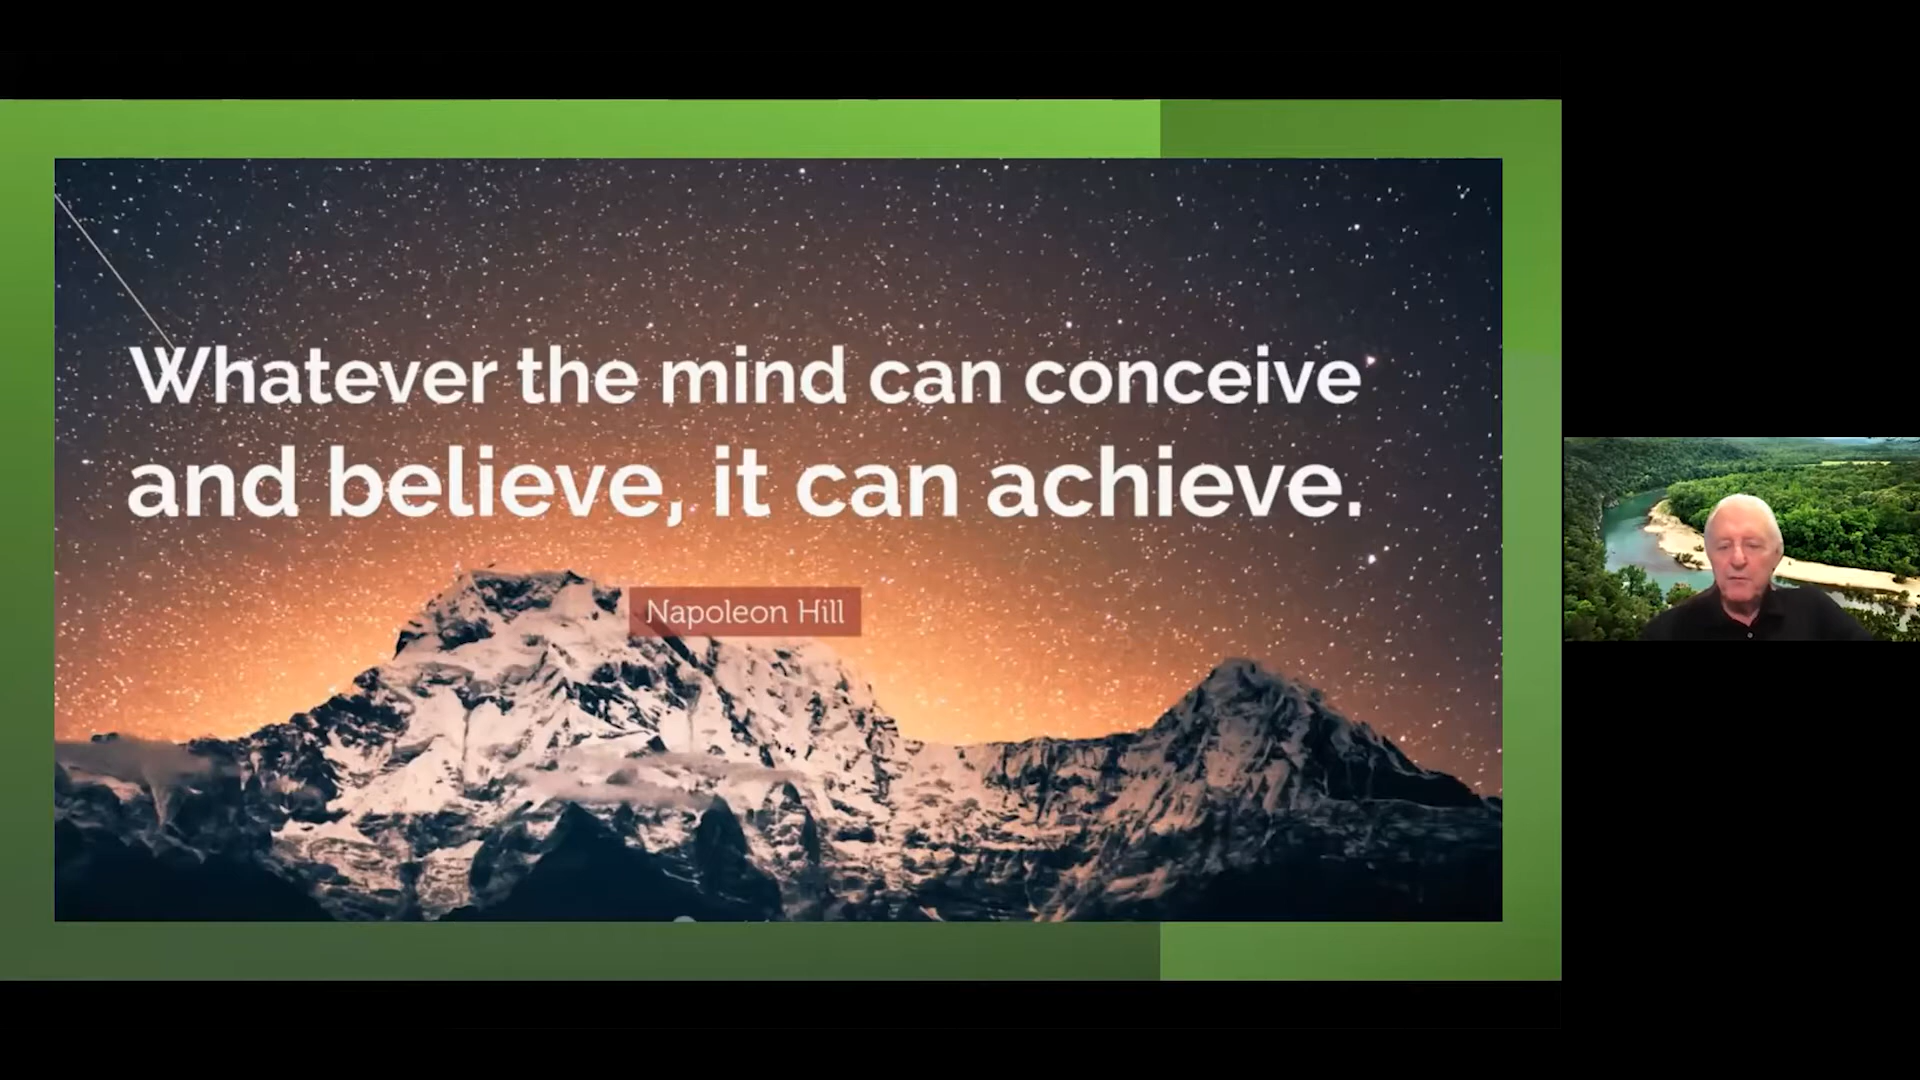 Whatever the mind can conceive
and believe, it can achieve.
Napoleon Hill